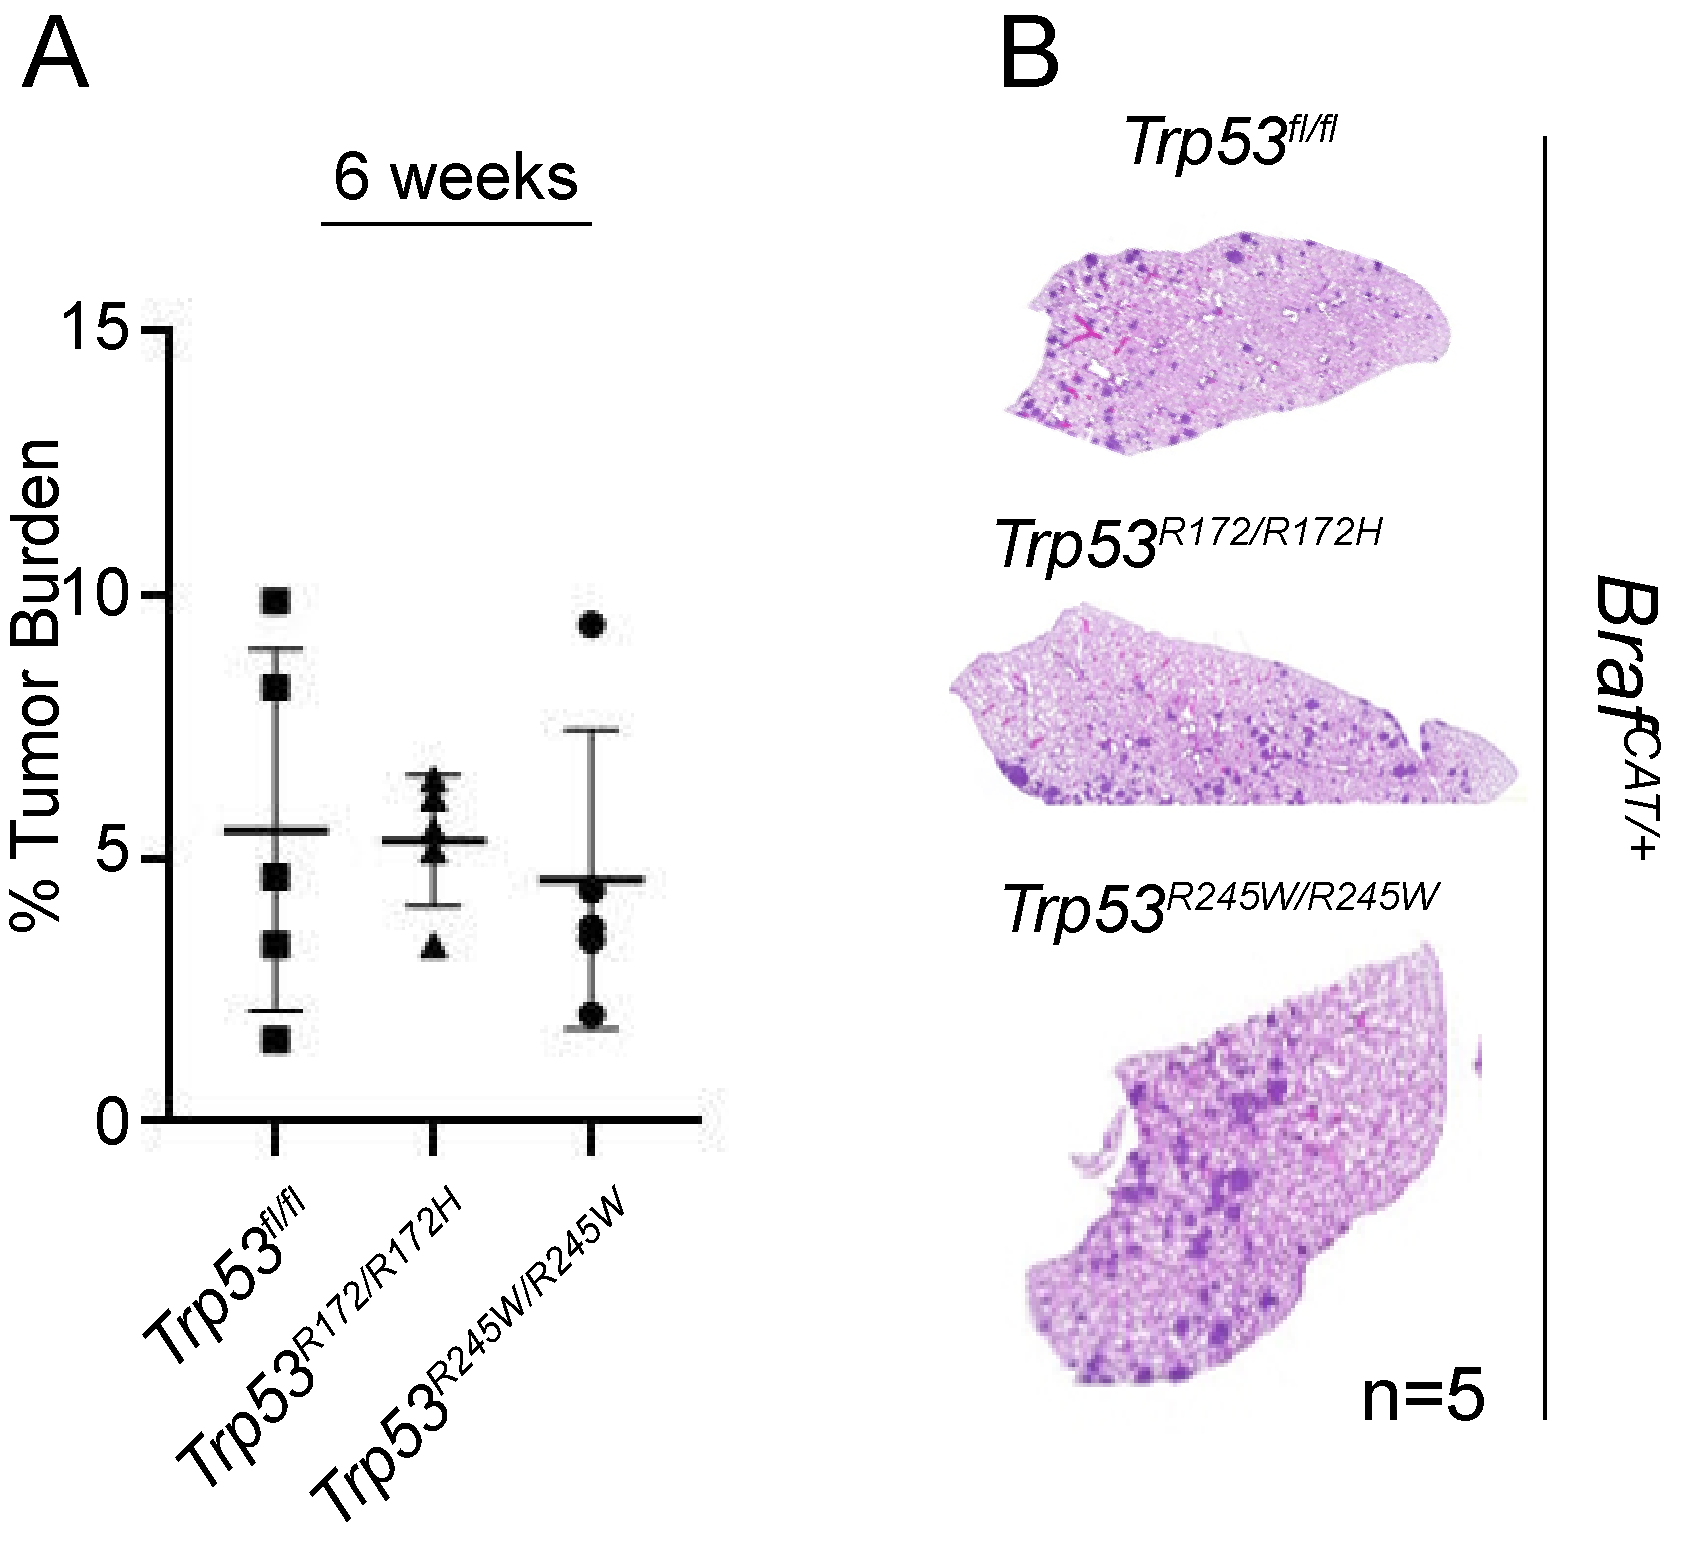 A
6 weeks
15
10
5
0
% Tumor Burden
Trp53fl/fl
Trp53R172/R172H
Trp53R245W/R245W
B
Trp53fl/fl
Trp53R172/R172H
Trp53R245W/R245W
n=5
BrafCAT/+